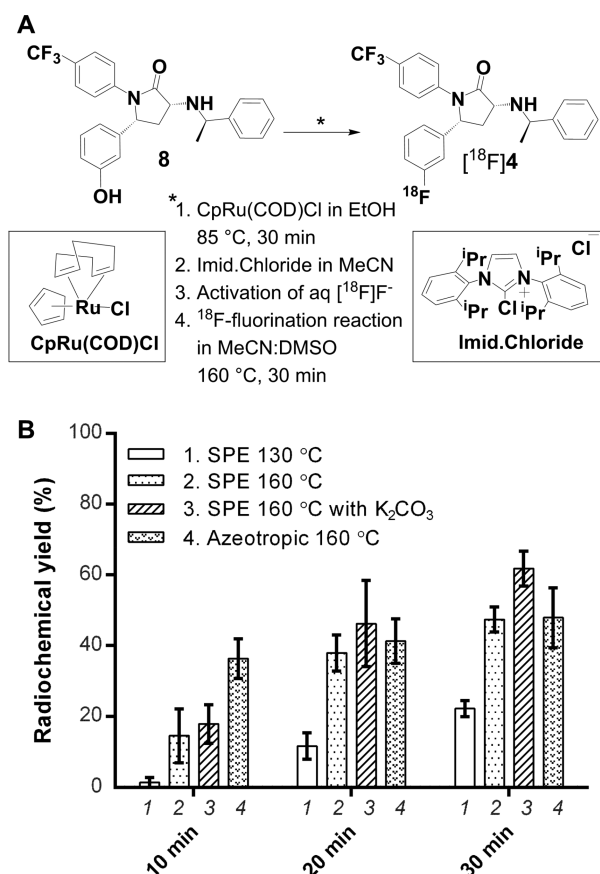 A
CF3
N
O
NH
8
OH
*
CF3
N
O
NH
[18F]4
18F
*1. CpRu(COD)Cl in EtOH
85 °C, 30 min
2. Imid.Chloride in MeCN
3. Activation of aq [18F]F-
4. 18F-fluorination reaction
in MeCN:DMSO
160 °C, 30 min
Ru Cl
CpRu(COD)Cl
iPr iPr Cl−
N N+
iPr Cl iPr
Imid.Chloride
B
Radiochemical yield (%)
100
80
60
40
20
0
1. SPE 130 °C
2. SPE 160 °C
3. SPE 160 °C with K2CO3
4. Azeotropic 160 °C
1 2 3 4 1 2 3 4 1 2 3 4
10 min 20 min 30 min